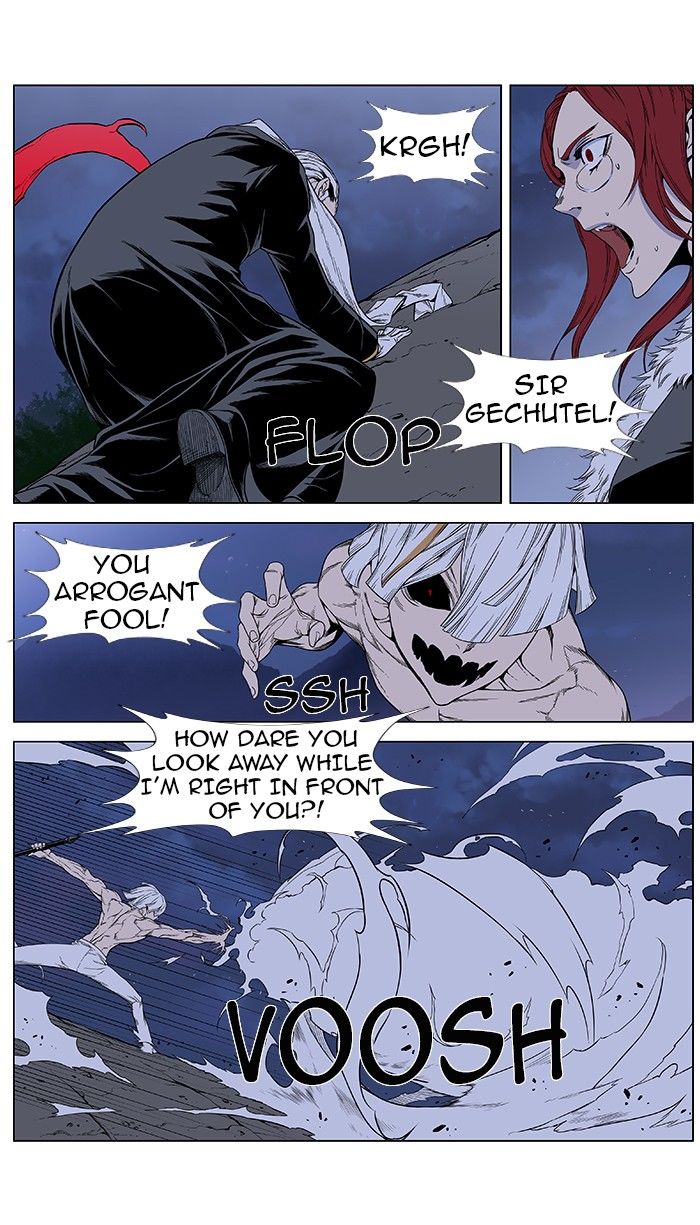 KRGH!
FLOP
SIR
GECHUTEL!
YOU
ARROGANT
FOOL!
SSH
HOW DARE YOU
LOOK AWAY WHILE
I'M RIGHT IN FRONT
OF YOU?!
VOOSH